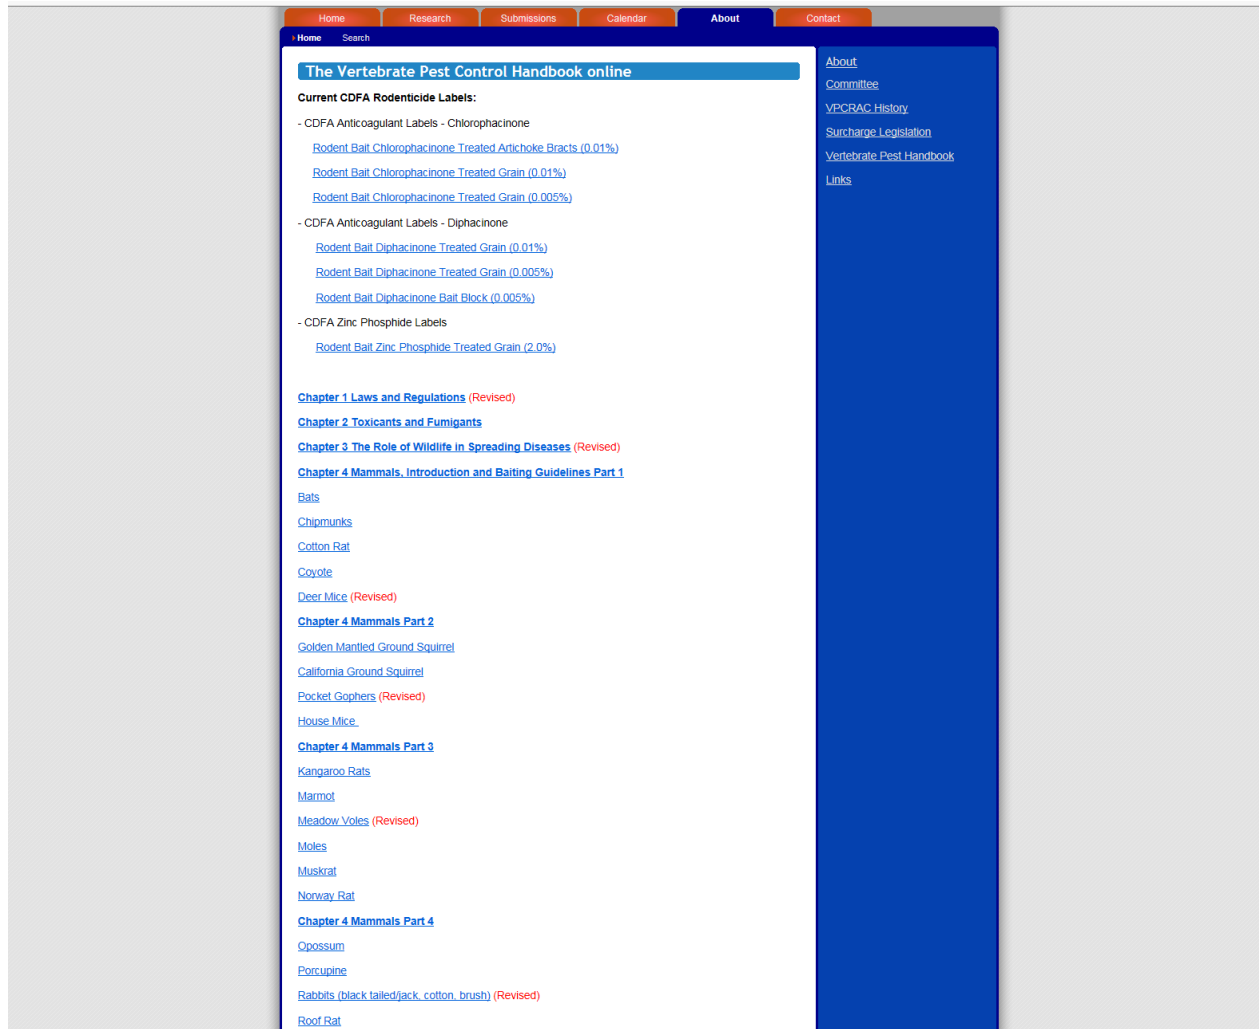 Home Research Submissions Calendar About Contact
Home Search
The Vertebrate Pest Control Handbook online
Current CDFA Rodenticide Labels:
- CDFA Anticoagulant Labels - Chlorophacinone
Rodent Bait Chlorophacinone Treated Artichoke Bracts (0.01%)
Rodent Bait Chlorophacinone Treated Grain (0.01%)
Rodent Bait Chlorophacinone Treated Grain (0.005%)
- CDFA Anticoagulant Labels - Diphacinone
Rodent Bait Diphacinone Treated Grain (0.01%)
Rodent Bait Diphacinone Treated Grain (0.005%)
Rodent Bait Diphacinone Bait Block (0.005%)
- CDFA Zinc Phosphide Labels
Rodent Bait Zinc Phosphide Treated Grain (2.0%)
Chapter 1 Laws and Regulations (Revised)
Chapter 2 Toxicants and Fumigants
Chapter 3 The Role of Wildlife in Spreading Diseases (Revised)
Chapter 4 Mammals, Introduction and Baiting Guidelines Part 1
Bats
Chipmunks
Cotton Rat
Coyote
Deer Mice (Revised)
Chapter 4 Mammals Part 2
Golden Mantled Ground Squirrel
California Ground Squirrel
Pocket Gophers (Revised)
House Mice
Chapter 4 Mammals Part 3
Kangaroo Rats
Marmot
Meadow Voles (Revised)
Moles
Muskrat
Norway Rat
Chapter 4 Mammals Part 4
Opossum
Porcupine
Rabbits (black tailed/jack, cotton, brush) (Revised)
Roof Rat
About
Committee
VPCRAC History
Surcharge Legislation
Vertebrate Pest Handbook
Links